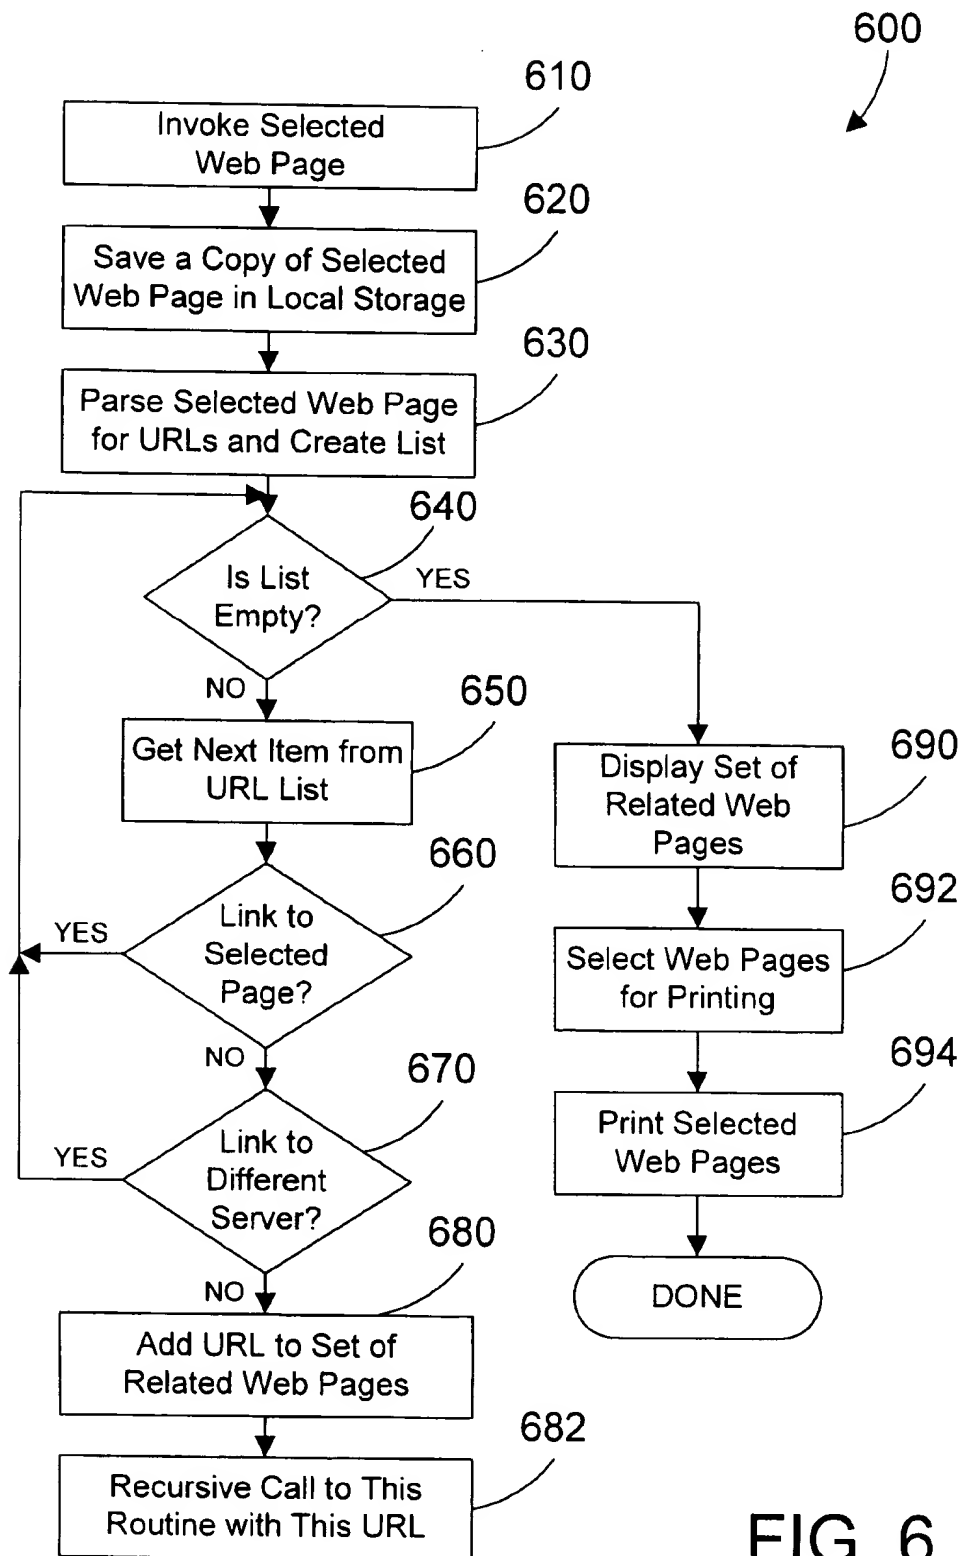 600
610
Invoke Selected
Web Page
620
Save a Copy of Selected
Web Page in Local Storage
630
Parse Selected Web Page
for URLs and Create List
640
Is List
Empty?
YES
NO
650
Get Next Item from
URL List
660
Link to
Selected
Page?
YES
NO
670
Link to
Different
Server?
YES
NO
680
Add URL to Set of
Related Web Pages
682
Recursive Call to This
Routine with This URL
690
Display Set of
Related Web
Pages
692
Select Web Pages
for Printing
694
Print Selected
Web Pages
DONE
FIG. 6